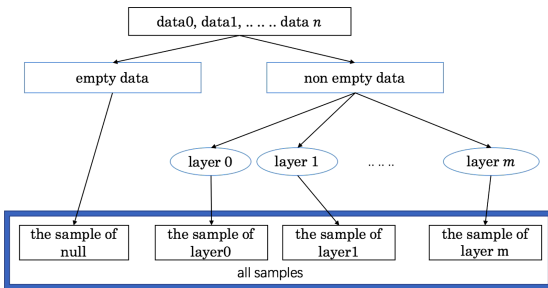 data0, data1, .. .. .. data n
empty data
non empty data
layer 0
layer 1
.. .. ..
layer m
the sample of
null
the sample of
layer0
the sample of
layer1
the sample of
layer m
all samples